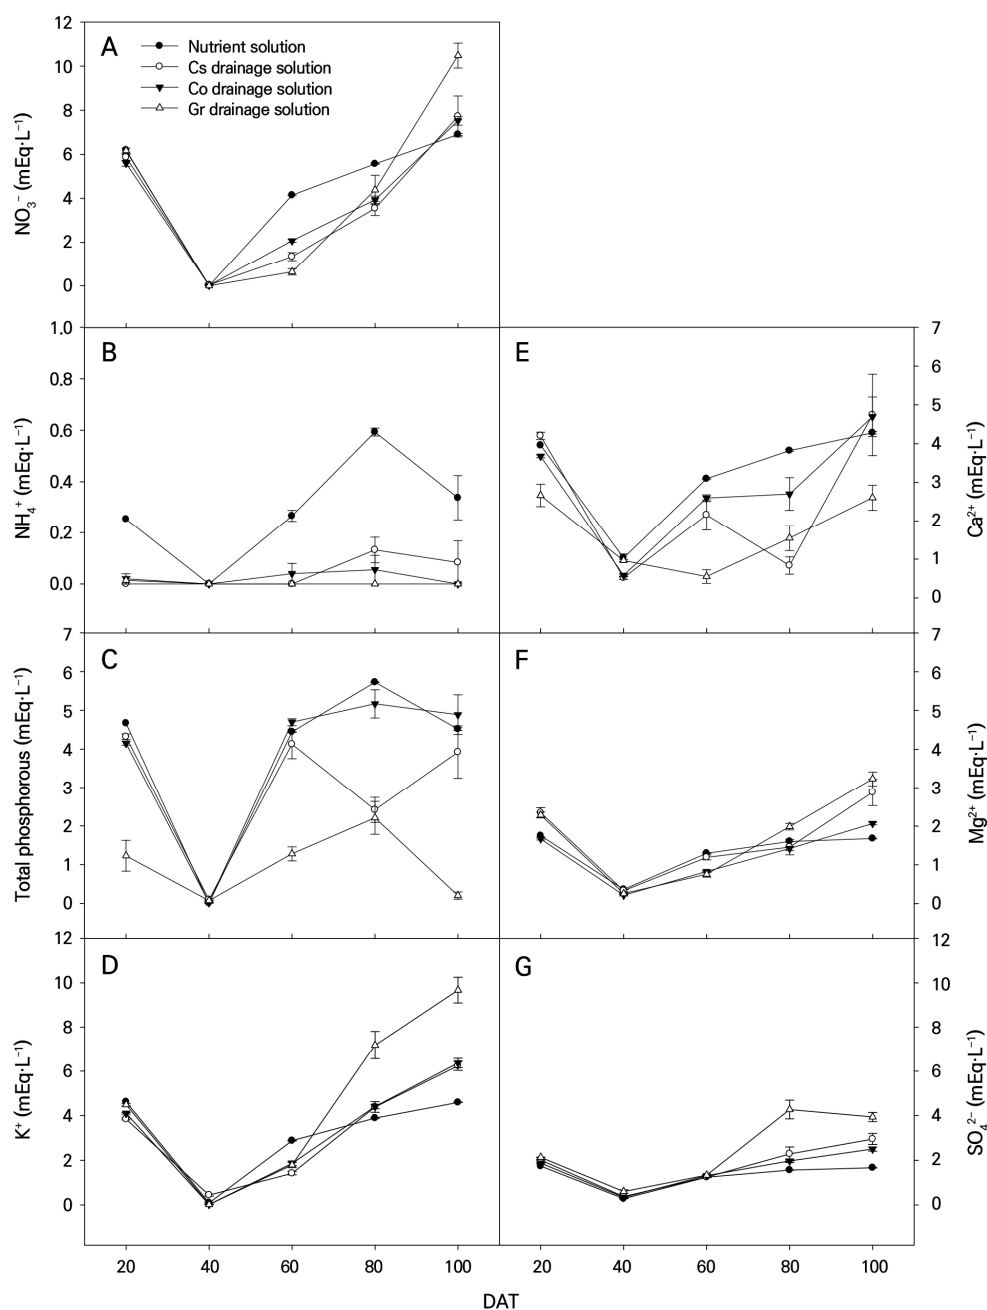 A
Nutrient solution
Cs drainage solution
Co drainage solution
Gr drainage solution
12
10
8
6
4
2
0
NO₃⁻ (mEq·L⁻¹)
B
1.0
0.8
0.6
0.4
0.2
0.0
NH₄⁺ (mEq·L⁻¹)
E
7
6
5
4
3
2
1
0
Ca²⁺ (mEq·L⁻¹)
C
7
6
5
4
3
2
1
0
Total phosphorous (mEq·L⁻¹)
F
7
6
5
4
3
2
1
0
Mg²⁺ (mEq·L⁻¹)
D
12
10
8
6
4
2
0
K⁺ (mEq·L⁻¹)
G
12
10
8
6
4
2
0
SO₄²⁻ (mEq·L⁻¹)
20 40 60 80 100 20 40 60 80 100
DAT